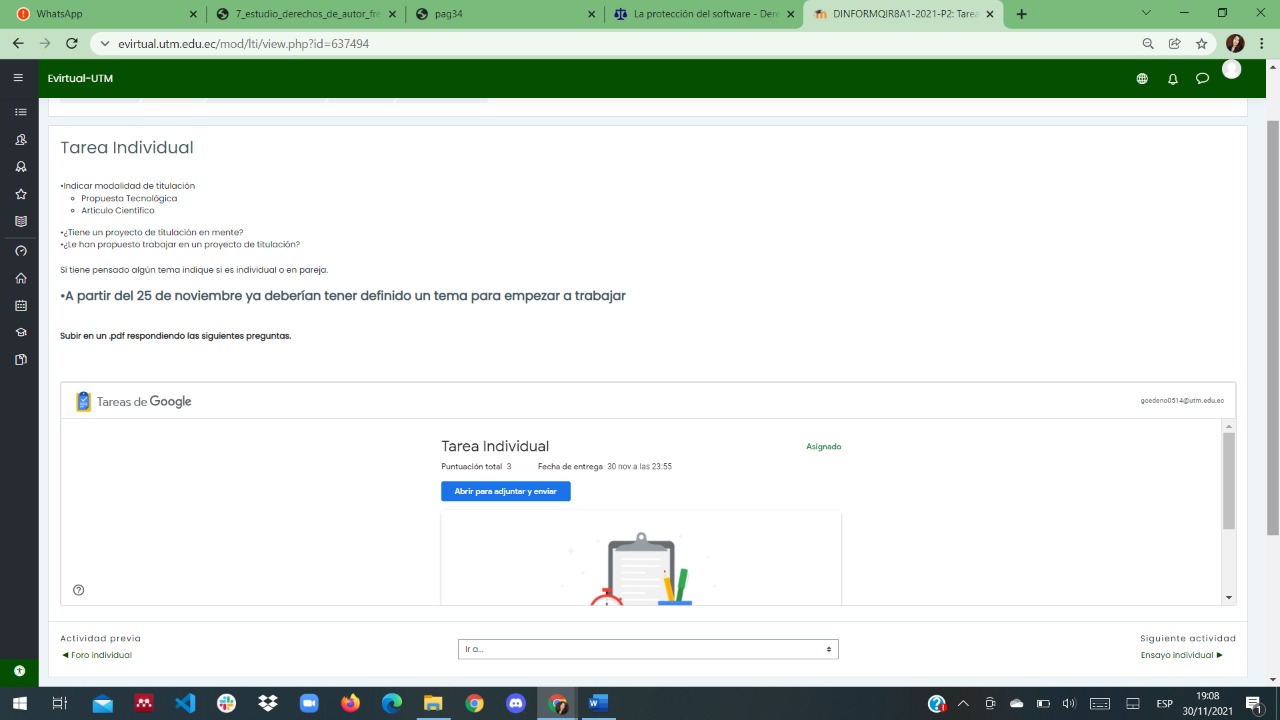 WhatsApp
7_estudio_derechos_de_autor_fre
pag34
La protección del software - Dere
DINFORMQIR8A1-2021-P2: Tarea
evirtual.utm.edu.ec/mod/lti/view.php?id=637494
Evirtual-UTM
Tarea Individual
•Indicar modalidad de titulación
Propuesta Tecnológica
Articulo Científico
•¿Tiene un proyecto de titulación en mente?
•¿Le han propuesto trabajar en un proyecto de titulación?
Si tiene pensado algún tema indique si es individual o en pareja.
•A partir del 25 de noviembre ya deberían tener definido un tema para empezar a trabajar
Subir en un .pdf respondiendo las siguientes preguntas.
Tareas de Google
gcedeno0514@utm.edu.ec
Tarea Individual
Asignado
Puntuación total 3 Fecha de entrega 30 nov a las 23:55
Abrir para adjuntar y enviar
Actividad previa
◄ Foro individual
Ir a...
Siguiente actividad
Ensayo individual ►
ESP
19:08
30/11/2021
1